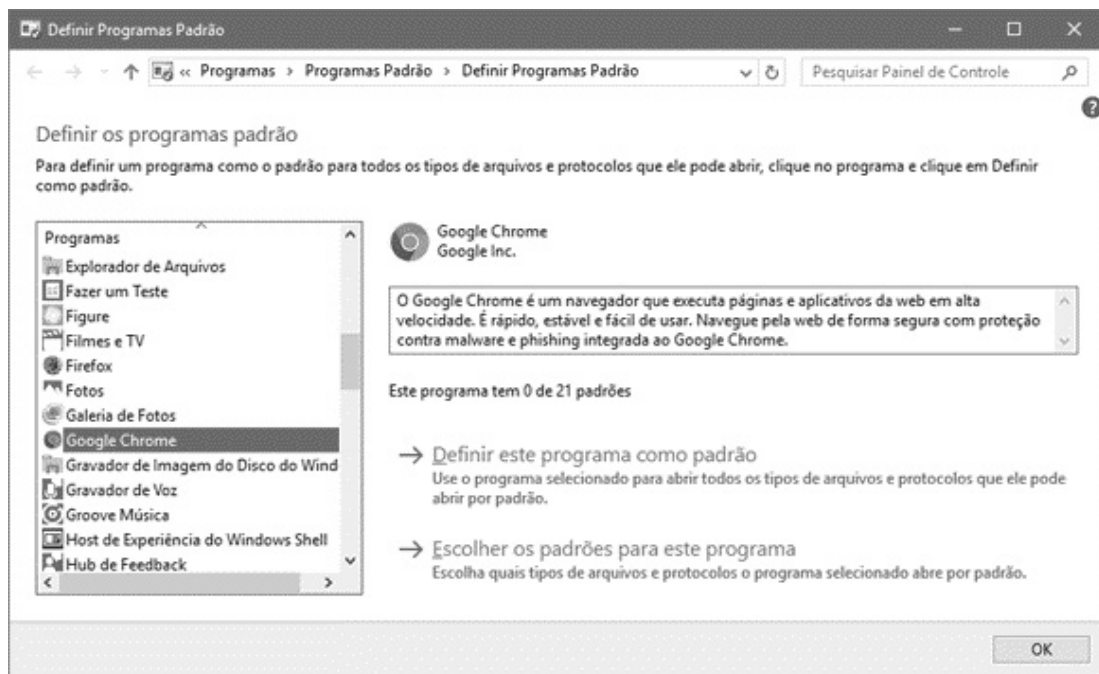 Definir Programas Padrão
« Programas > Programas Padrão > Definir Programas Padrão
Pesquisar Painel de Controle
Definir os programas padrão
Para definir um programa como o padrão para todos os tipos de arquivos e protocolos que ele pode abrir, clique no programa e clique em Definir
como padrão.
Programas
Explorador de Arquivos
Fazer um Teste
Figure
Filmes e TV
Firefox
Fotos
Galeria de Fotos
Google Chrome
Gravador de Imagem do Disco do Wind
Gravador de Voz
Groove Música
Host de Experiência do Windows Shell
Hub de Feedback
Google Chrome
Google Inc.
O Google Chrome é um navegador que executa páginas e aplicativos da web em alta
velocidade. É rápido, estável e fácil de usar. Navegue pela web de forma segura com proteção
contra malware e phishing integrada ao Google Chrome.
Este programa tem 0 de 21 padrões
Definir este programa como padrão
Use o programa selecionado para abrir todos os tipos de arquivos e protocolos que ele pode
abrir por padrão.
Escolher os padrões para este programa
Escolha quais tipos de arquivos e protocolos o programa selecionado abre por padrão.
OK